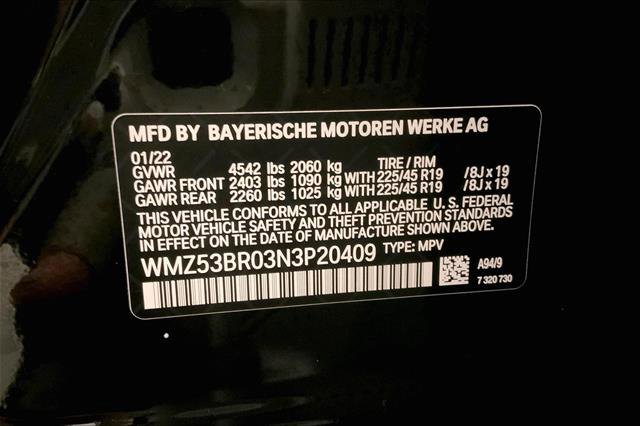 MFD BY BAYERISCHE MOTOREN WERKE AG
01/22 TIRE / RIM
GVWR 4542 lbs 2060 kg
GAWR FRONT 2403 lbs 1090 kg WITH 225/45 R19 /8J x 19
GAWR REAR 2260 lbs 1025 kg WITH 225/45 R19 /8J x 19
THIS VEHICLE CONFORMS TO ALL APPLICABLE U.S. FEDERAL
MOTOR VEHICLE SAFETY AND THEFT PREVENTION STANDARDS
IN EFFECT ON THE DATE OF MANUFACTURE SHOWN ABOVE.
WMZ53BR03N3P20409 TYPE: MPV
A94/9
7 320 730